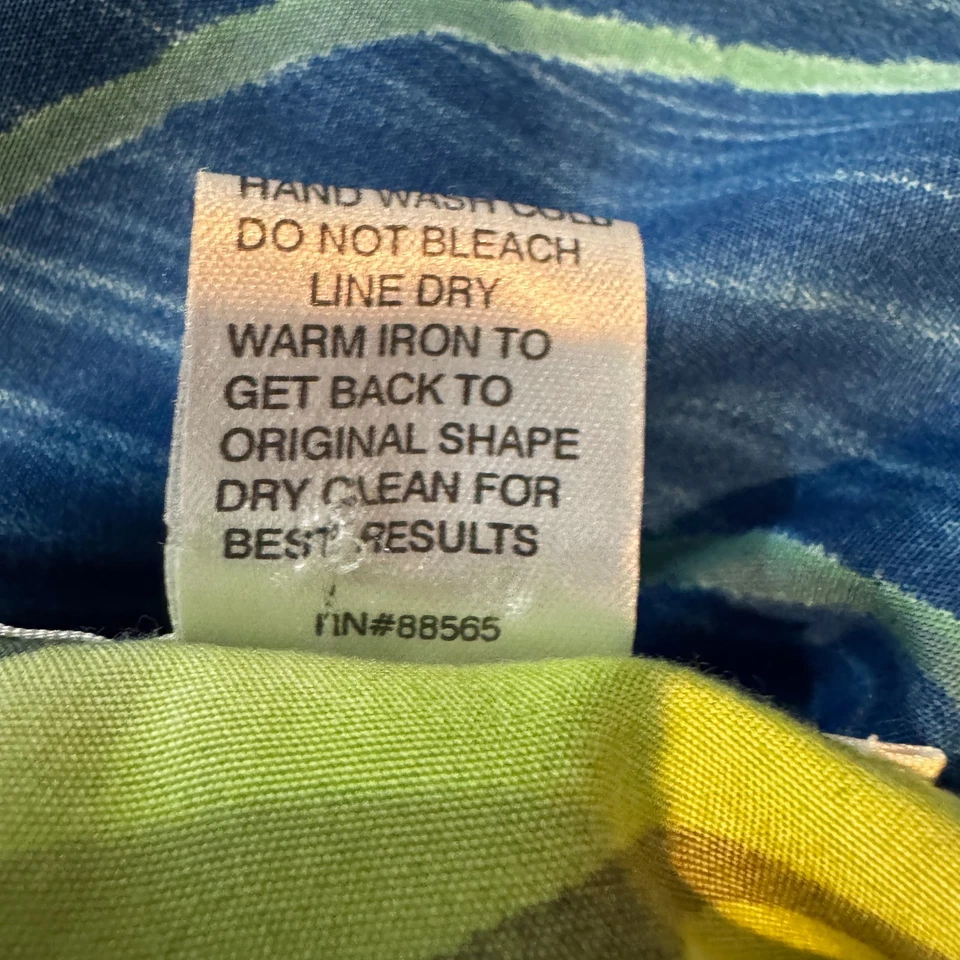 HAND WASH COLD
DO NOT BLEACH
LINE DRY
WARM IRON TO
GET BACK TO
ORIGINAL SHAPE
DRY CLEAN FOR
BEST RESULTS
RN#88565